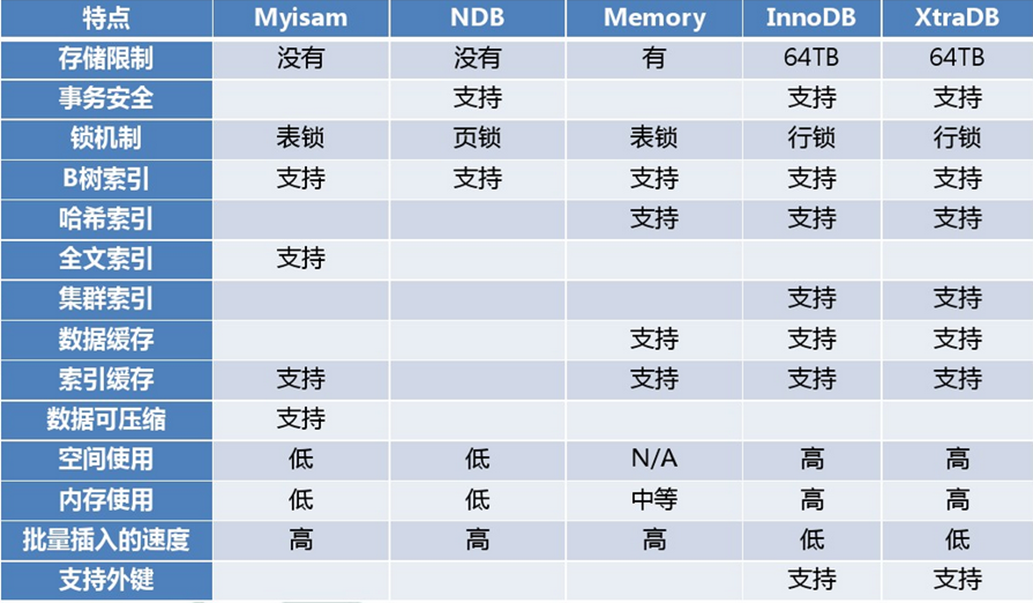 特点 Myisam NDB Memory InnoDB XtraDB
存储限制 没有 没有 有 64TB 64TB
事务安全 支持 支持 支持
锁机制 表锁 页锁 表锁 行锁 行锁
B树索引 支持 支持 支持 支持 支持
哈希索引 支持 支持 支持
全文索引 支持
集群索引 支持 支持
数据缓存 支持 支持 支持
索引缓存 支持 支持 支持 支持
数据可压缩 支持
空间使用 低 低 N/A 高 高
内存使用 低 低 中等 高 高
批量插入的速度 高 高 高 低 低
支持外键 支持 支持